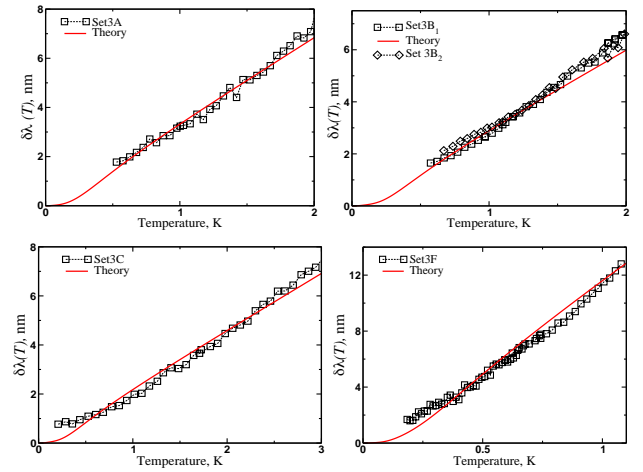 Set3A
Theory
δλ(T), nm
8
6
4
2
0
0
1
2
Temperature, K
Set3B₁
Theory
Set 3B₂
δλ(T), nm
6
4
2
0
0
1
2
Temperature, K
Set3C
Theory
δλ(T), nm
8
6
4
2
0
0
1
2
3
Temperature, K
Set3F
Theory
δλ(T), nm
12
8
4
0
0
0.5
1
Temperature, K